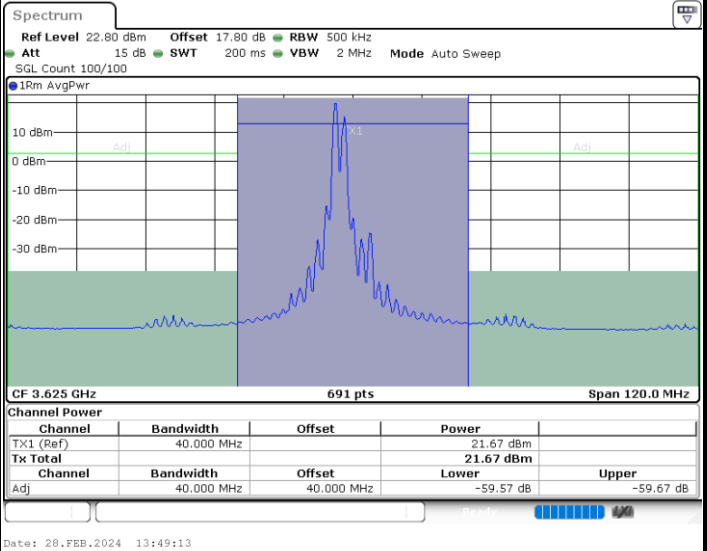 Spectrum
Ref Level 22.80 dBm Offset 17.80 dB RBW 500 kHz
Att 15 dB SWT 200 ms VBW 2 MHz Mode Auto Sweep
SGL Count 100/100
1Rm AvgPwr
X1
10 dBm
Adj Adj
0 dBm
-10 dBm
-20 dBm
-30 dBm
CF 3.625 GHz 691 pts Span 120.0 MHz
Channel Power
Channel Bandwidth Offset Power
TX1 (Ref) 40.000 MHz 21.67 dBm
Tx Total 21.67 dBm
Channel Bandwidth Offset Lower Upper
Adj 40.000 MHz 40.000 MHz -59.57 dB -59.67 dB
Ready
Date: 28.FEB.2024 13:49:13